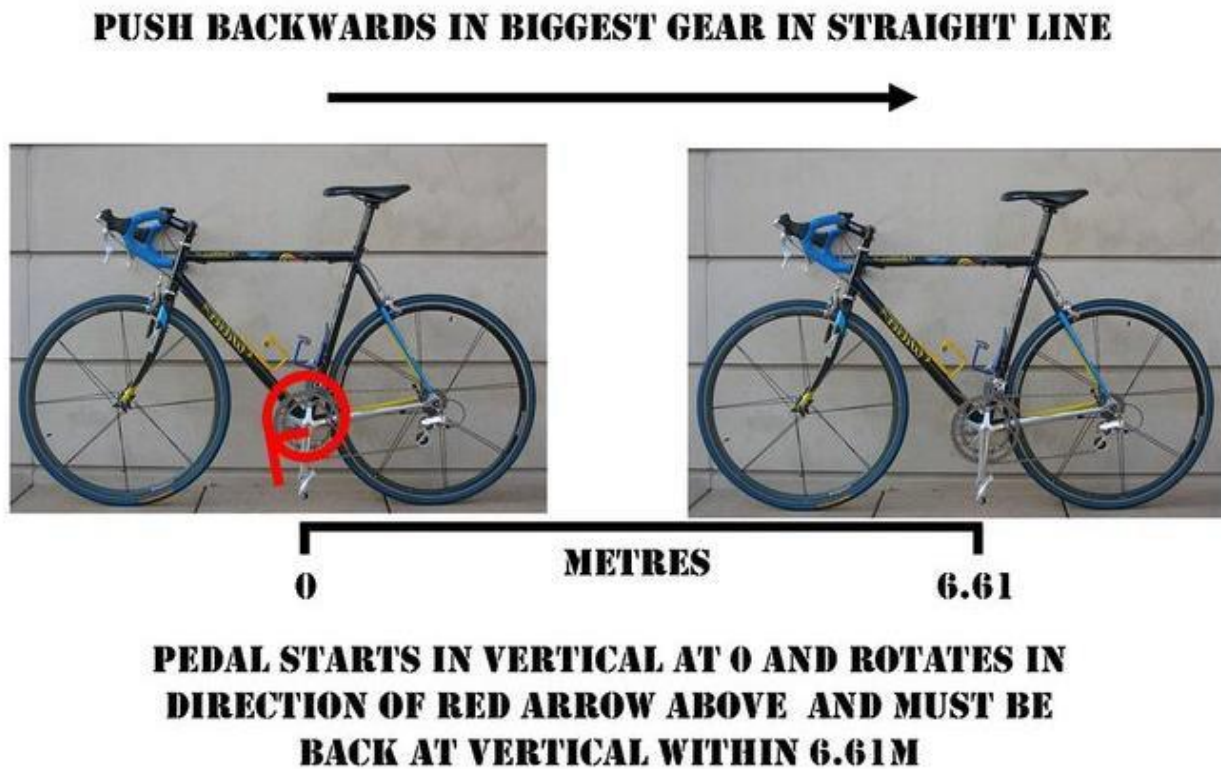 PUSH BACKWARDS IN BIGGEST GEAR IN STRAIGHT LINE
METRES
0
6.61
PEDAL STARTS IN VERTICAL AT 0 AND ROTATES IN
DIRECTION OF RED ARROW ABOVE AND MUST BE
BACK AT VERTICAL WITHIN 6.61M